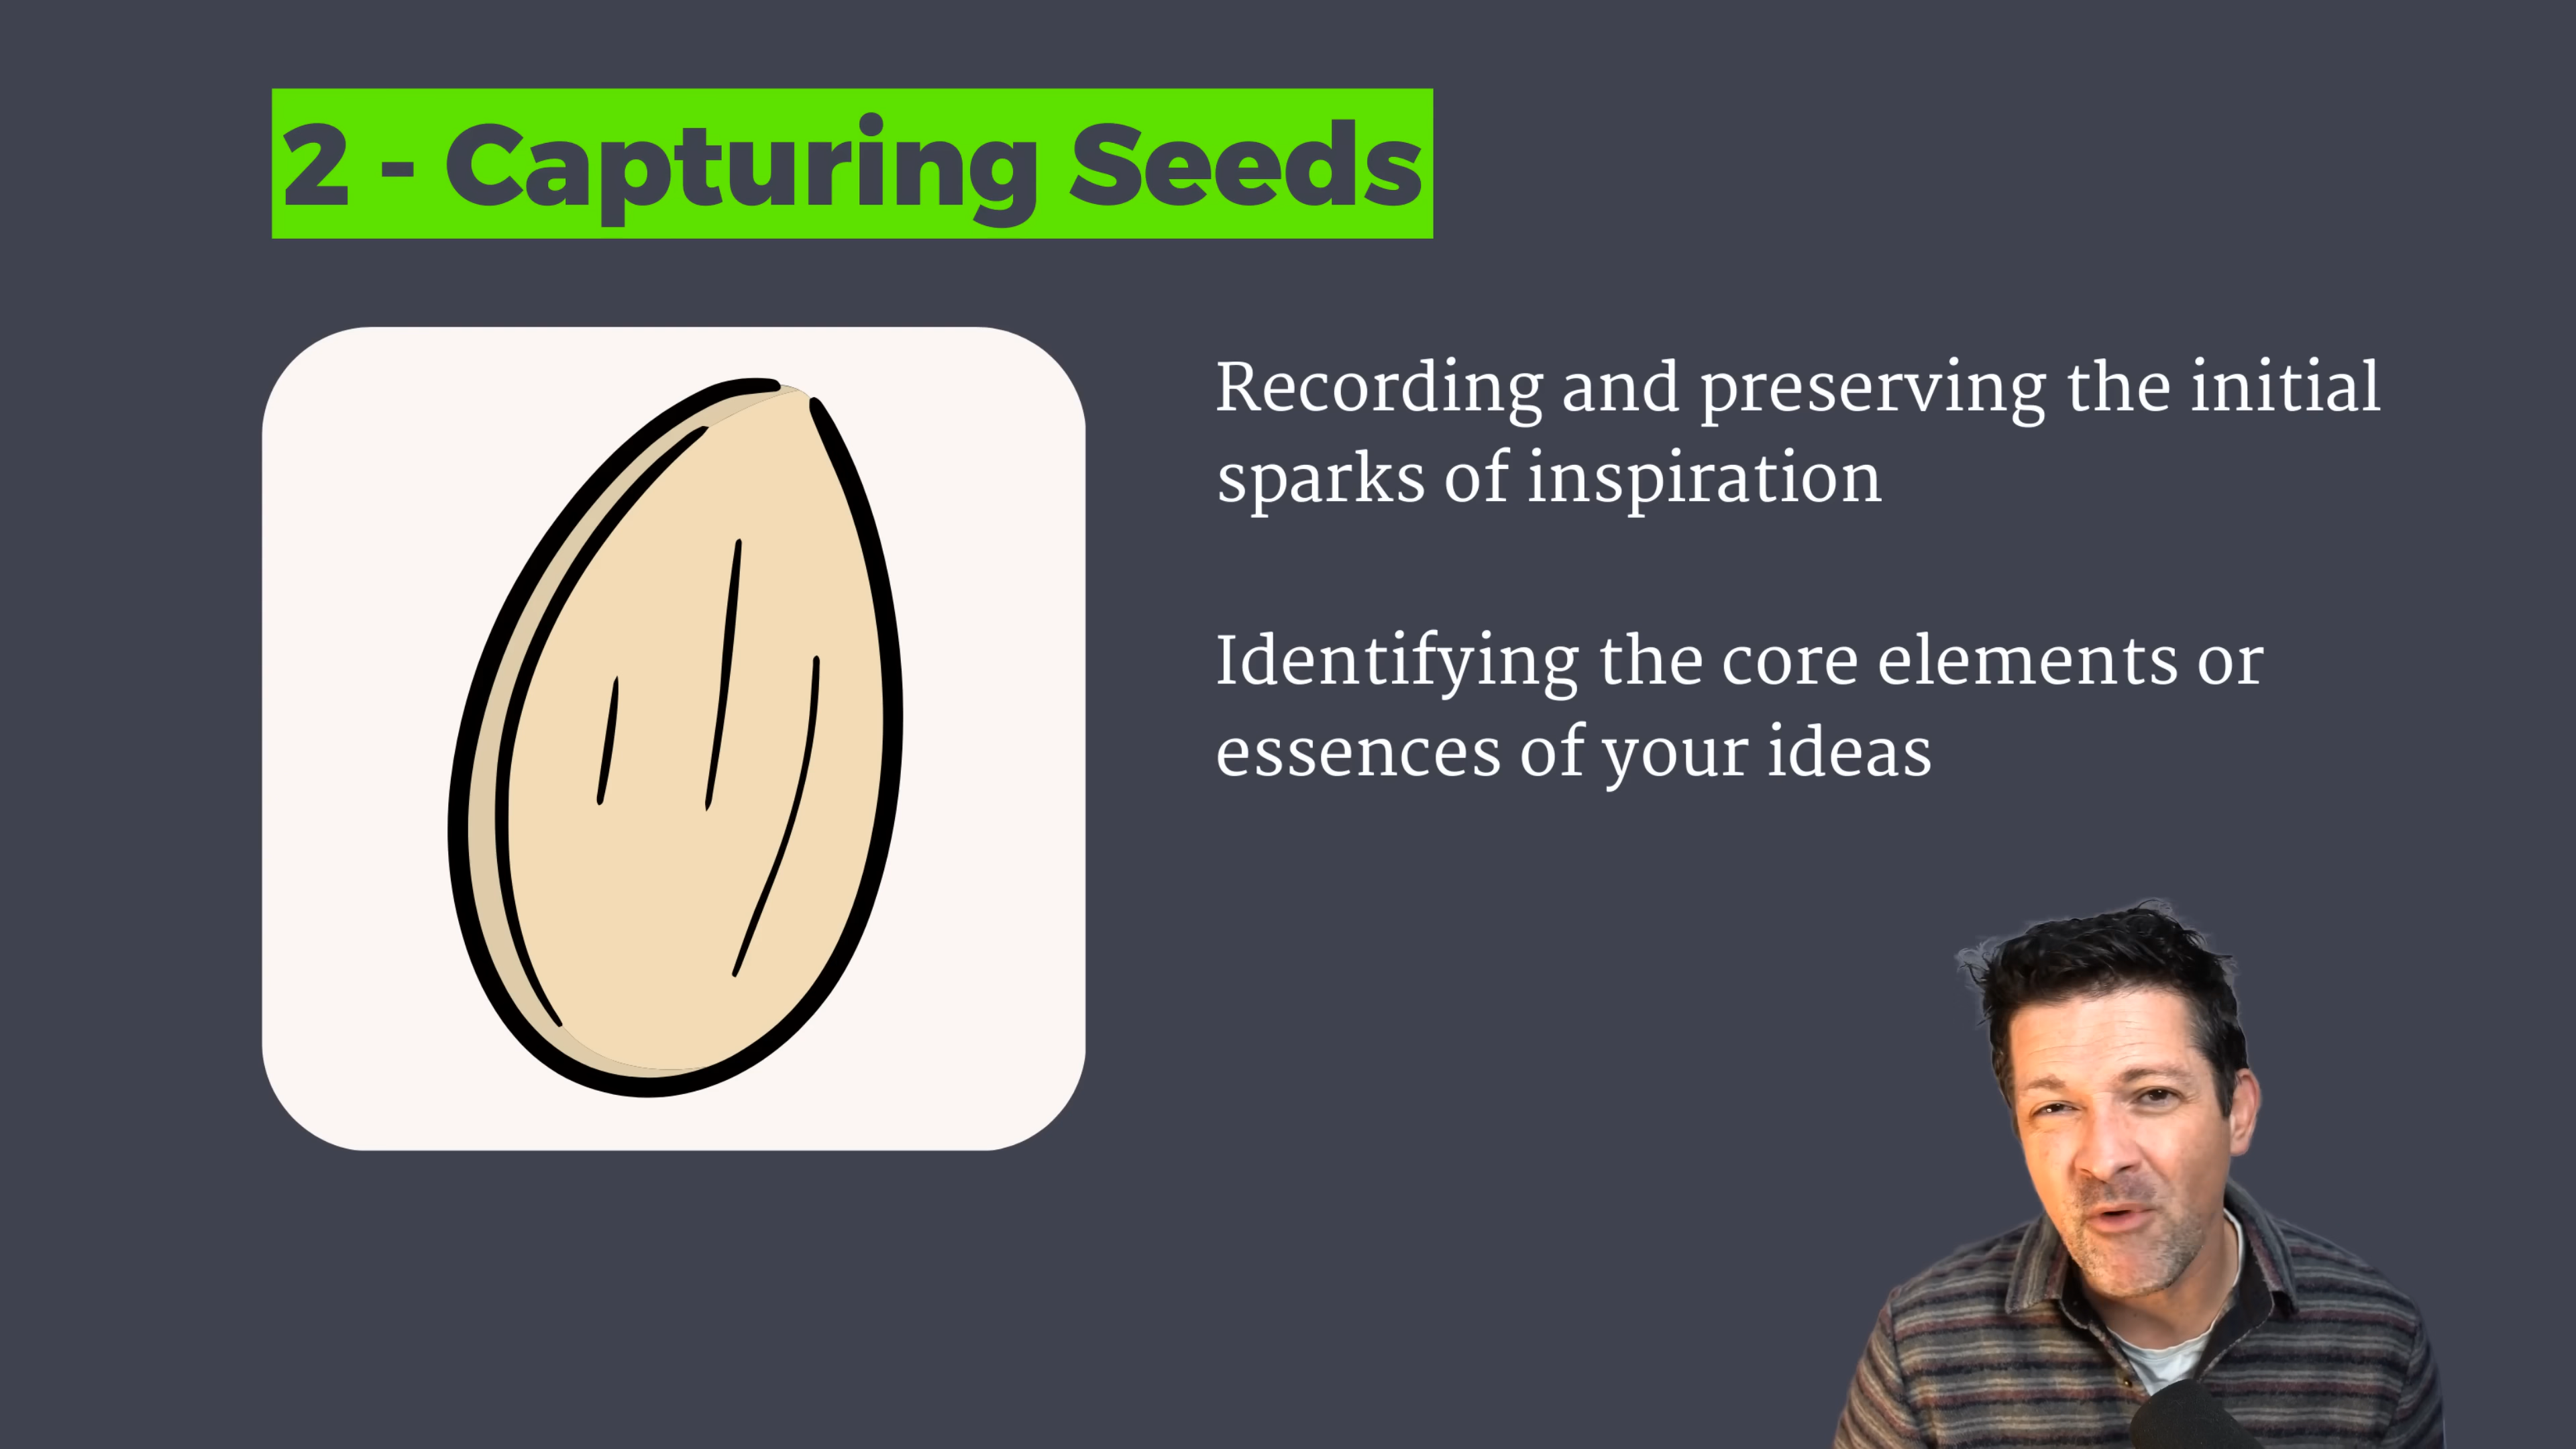 2 - Capturing Seeds
Recording and preserving the initial
sparks of inspiration
Identifying the core elements or
essences of your ideas